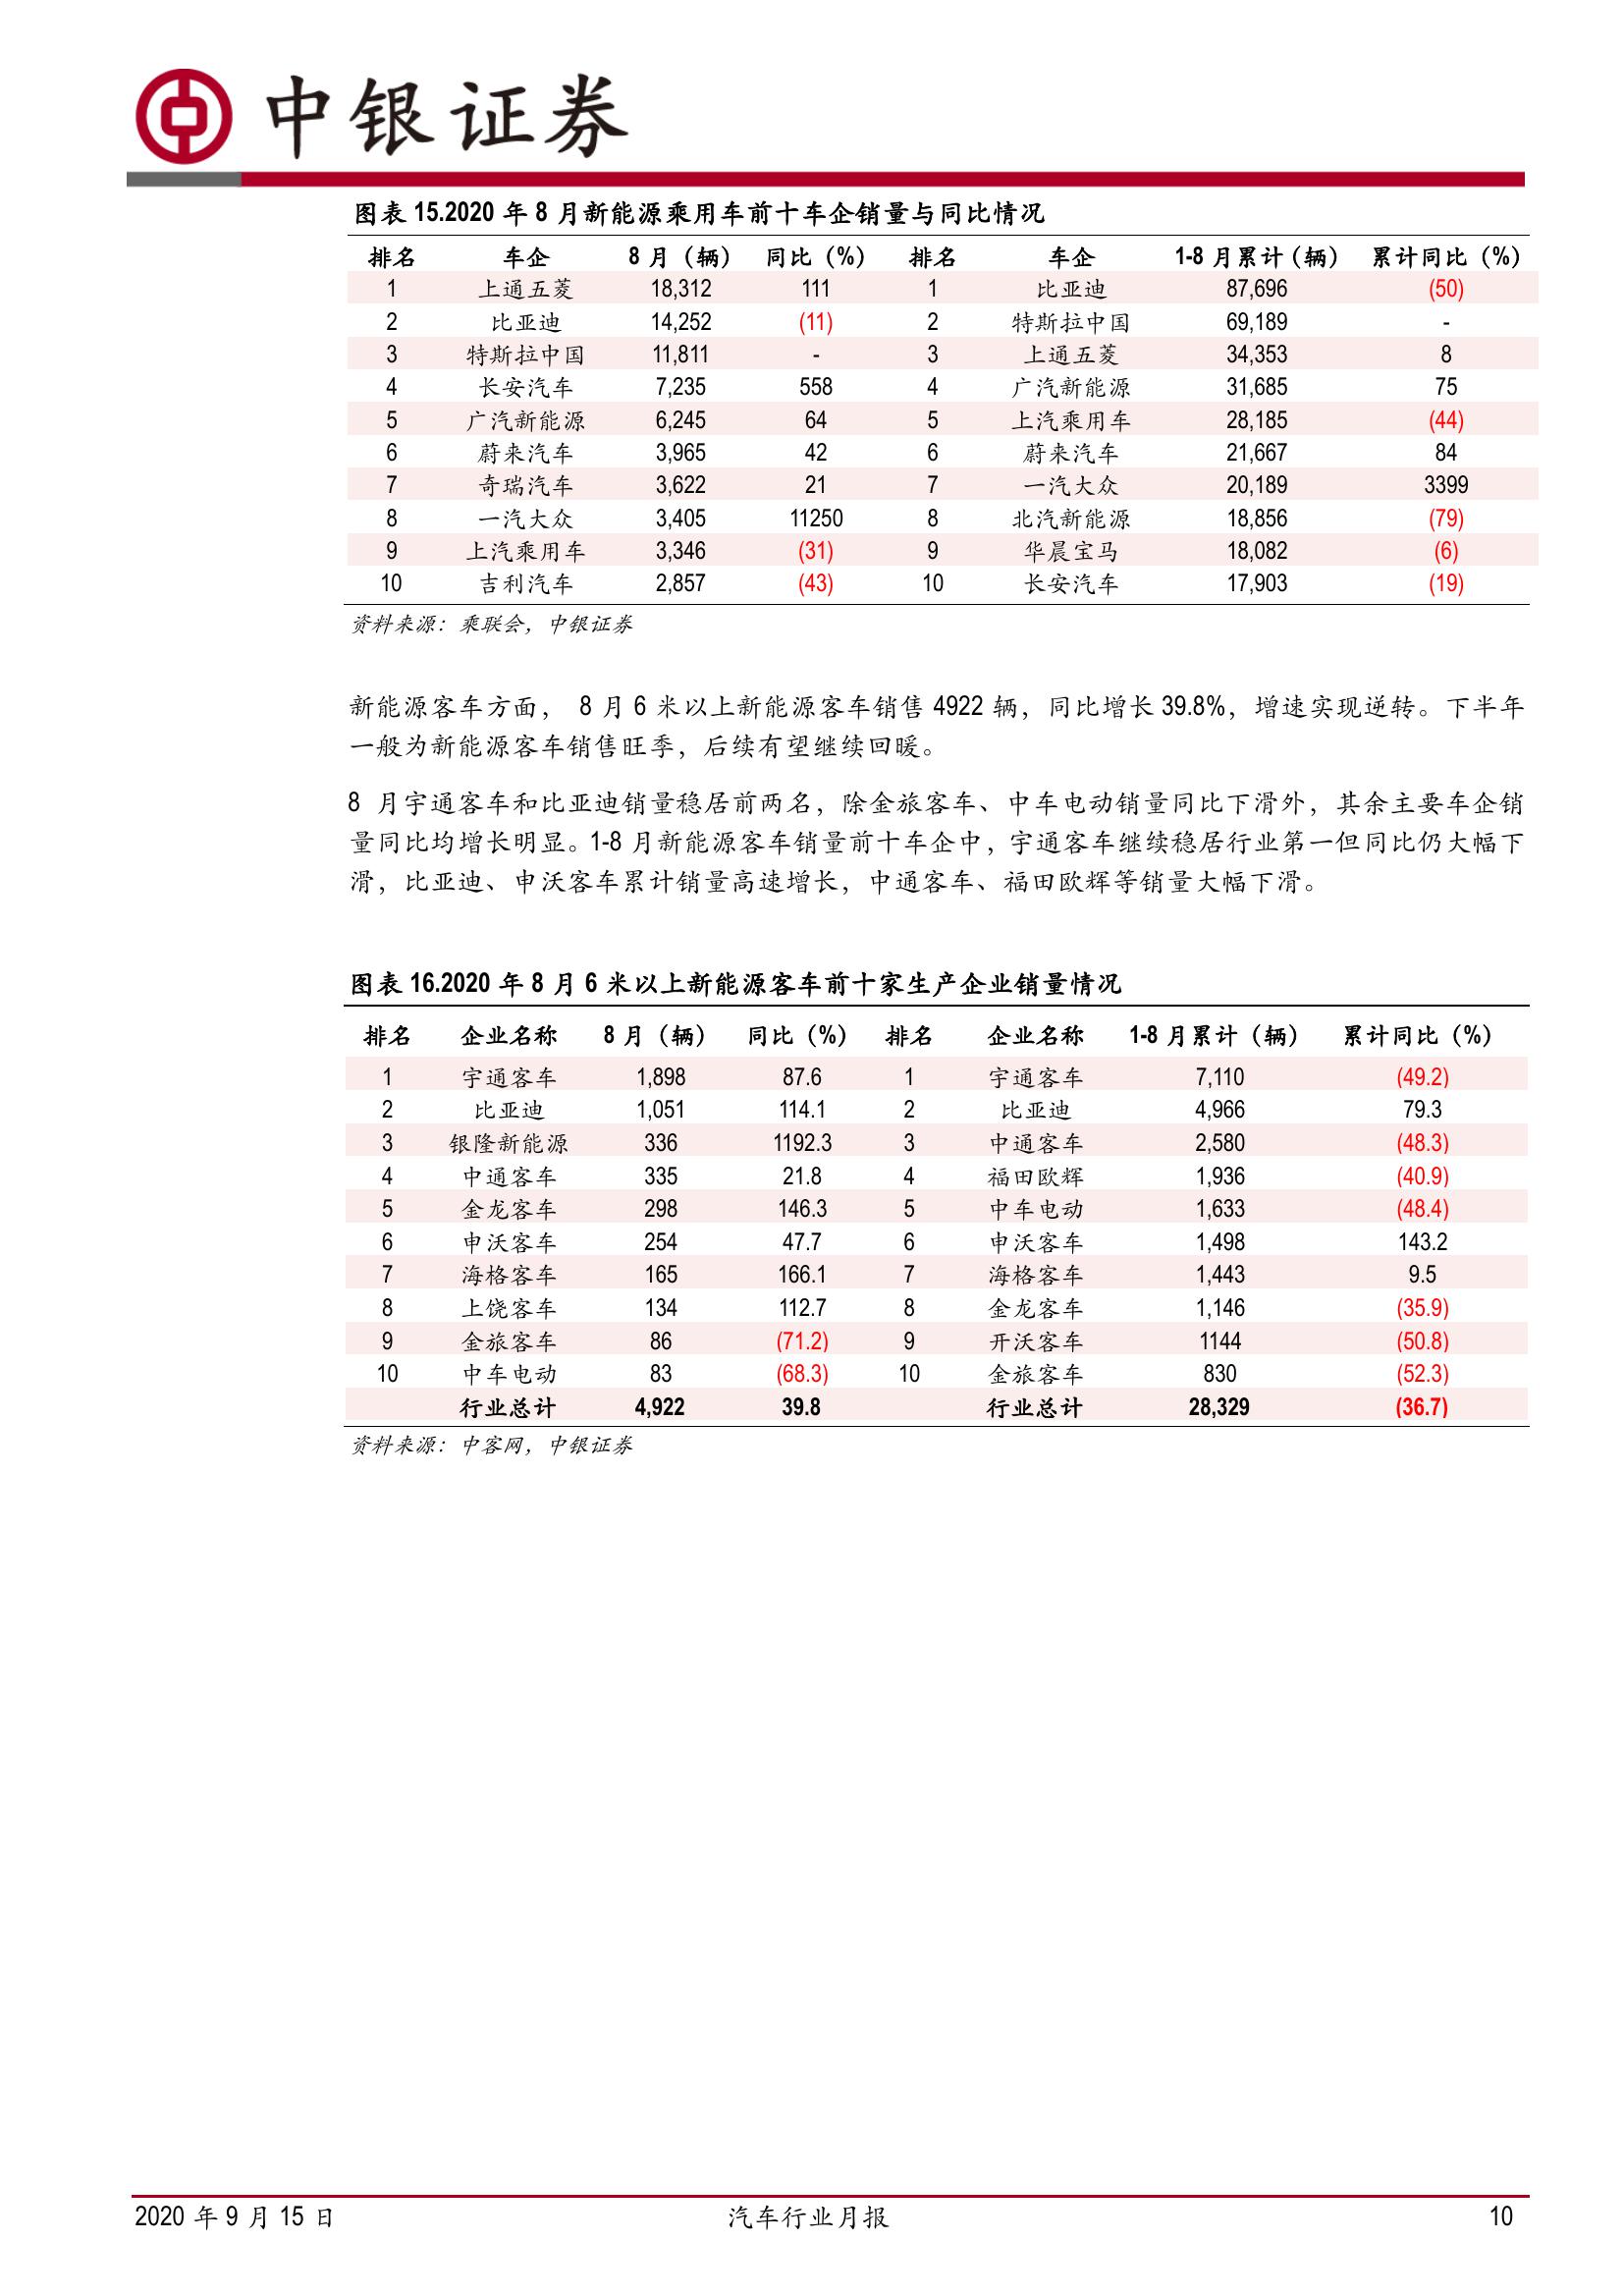 中银证券
图表 15.2020 年 8 月新能源乘用车前十车企销量与同比情况
排名 车企 8 月（辆） 同比（%） 排名 车企 1-8 月累计（辆） 累计同比（%）
1 上通五菱 18,312 111 1 比亚迪 87,696 (50)
2 比亚迪 14,252 (11) 2 特斯拉中国 69,189 -
3 特斯拉中国 11,811 - 3 上通五菱 34,353 8
4 长安汽车 7,235 558 4 广汽新能源 31,685 75
5 广汽新能源 6,245 64 5 上汽乘用车 28,185 (44)
6 蔚来汽车 3,965 42 6 蔚来汽车 21,667 84
7 奇瑞汽车 3,622 21 7 一汽大众 20,189 3399
8 一汽大众 3,405 11250 8 北汽新能源 18,856 (79)
9 上汽乘用车 3,346 (31) 9 华晨宝马 18,082 (6)
10 吉利汽车 2,857 (43) 10 长安汽车 17,903 (19)
资料来源：乘联会，中银证券
新能源客车方面， 8 月 6 米以上新能源客车销售 4922 辆，同比增长 39.8%，增速实现逆转。下半年
一般为新能源客车销售旺季，后续有望继续回暖。
8 月宇通客车和比亚迪销量稳居前两名，除金旅客车、中车电动销量同比下滑外，其余主要车企销
量同比均增长明显。1-8 月新能源客车销量前十车企中，宇通客车继续稳居行业第一但同比仍大幅下
滑，比亚迪、申沃客车累计销量高速增长，中通客车、福田欧辉等销量大幅下滑。
图表 16.2020 年 8 月 6 米以上新能源客车前十家生产企业销量情况
排名 企业名称 8 月（辆） 同比（%） 排名 企业名称 1-8 月累计（辆） 累计同比（%）
1 宇通客车 1,898 87.6 1 宇通客车 7,110 (49.2)
2 比亚迪 1,051 114.1 2 比亚迪 4,966 79.3
3 银隆新能源 336 1192.3 3 中通客车 2,580 (48.3)
4 中通客车 335 21.8 4 福田欧辉 1,936 (40.9)
5 金龙客车 298 146.3 5 中车电动 1,633 (48.4)
6 申沃客车 254 47.7 6 申沃客车 1,498 143.2
7 海格客车 165 166.1 7 海格客车 1,443 9.5
8 上饶客车 134 112.7 8 金龙客车 1,146 (35.9)
9 金旅客车 86 (71.2) 9 开沃客车 1144 (50.8)
10 中车电动 83 (68.3) 10 金旅客车 830 (52.3)
行业总计 4,922 39.8 行业总计 28,329 (36.7)
资料来源：中客网，中银证券
2020 年 9 月 15 日 汽车行业月报 10